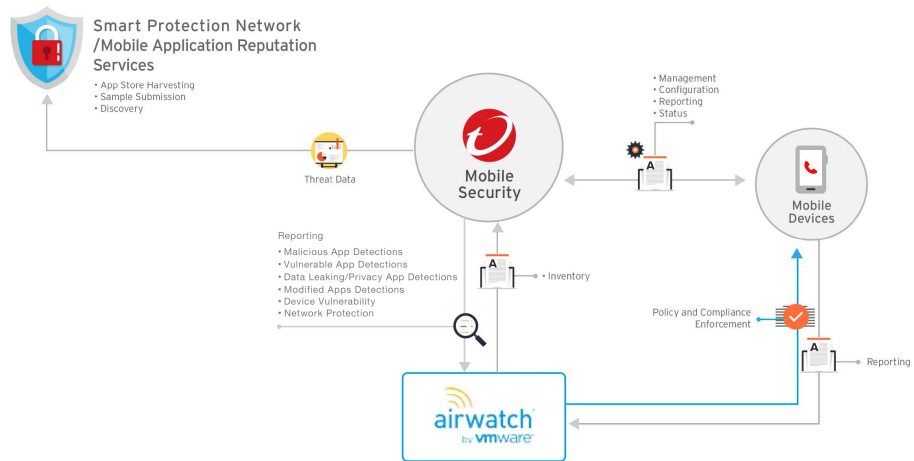 Smart Protection Network
/Mobile Application Reputation
Services
• App Store Harvesting
• Sample Submission
• Discovery
• Management
• Configuration
• Reporting
• Status
A
Threat Data
Mobile
Security
Mobile
Devices
Reporting
• Malicious App Detections
• Vulnerable App Detections
• Data Leaking/Privacy App Detections
• Modified Apps Detections
• Device Vulnerability
• Network Protection
A
• Inventory
Policy and Compliance
Enforcement
A
Reporting
airwatch
by vmware